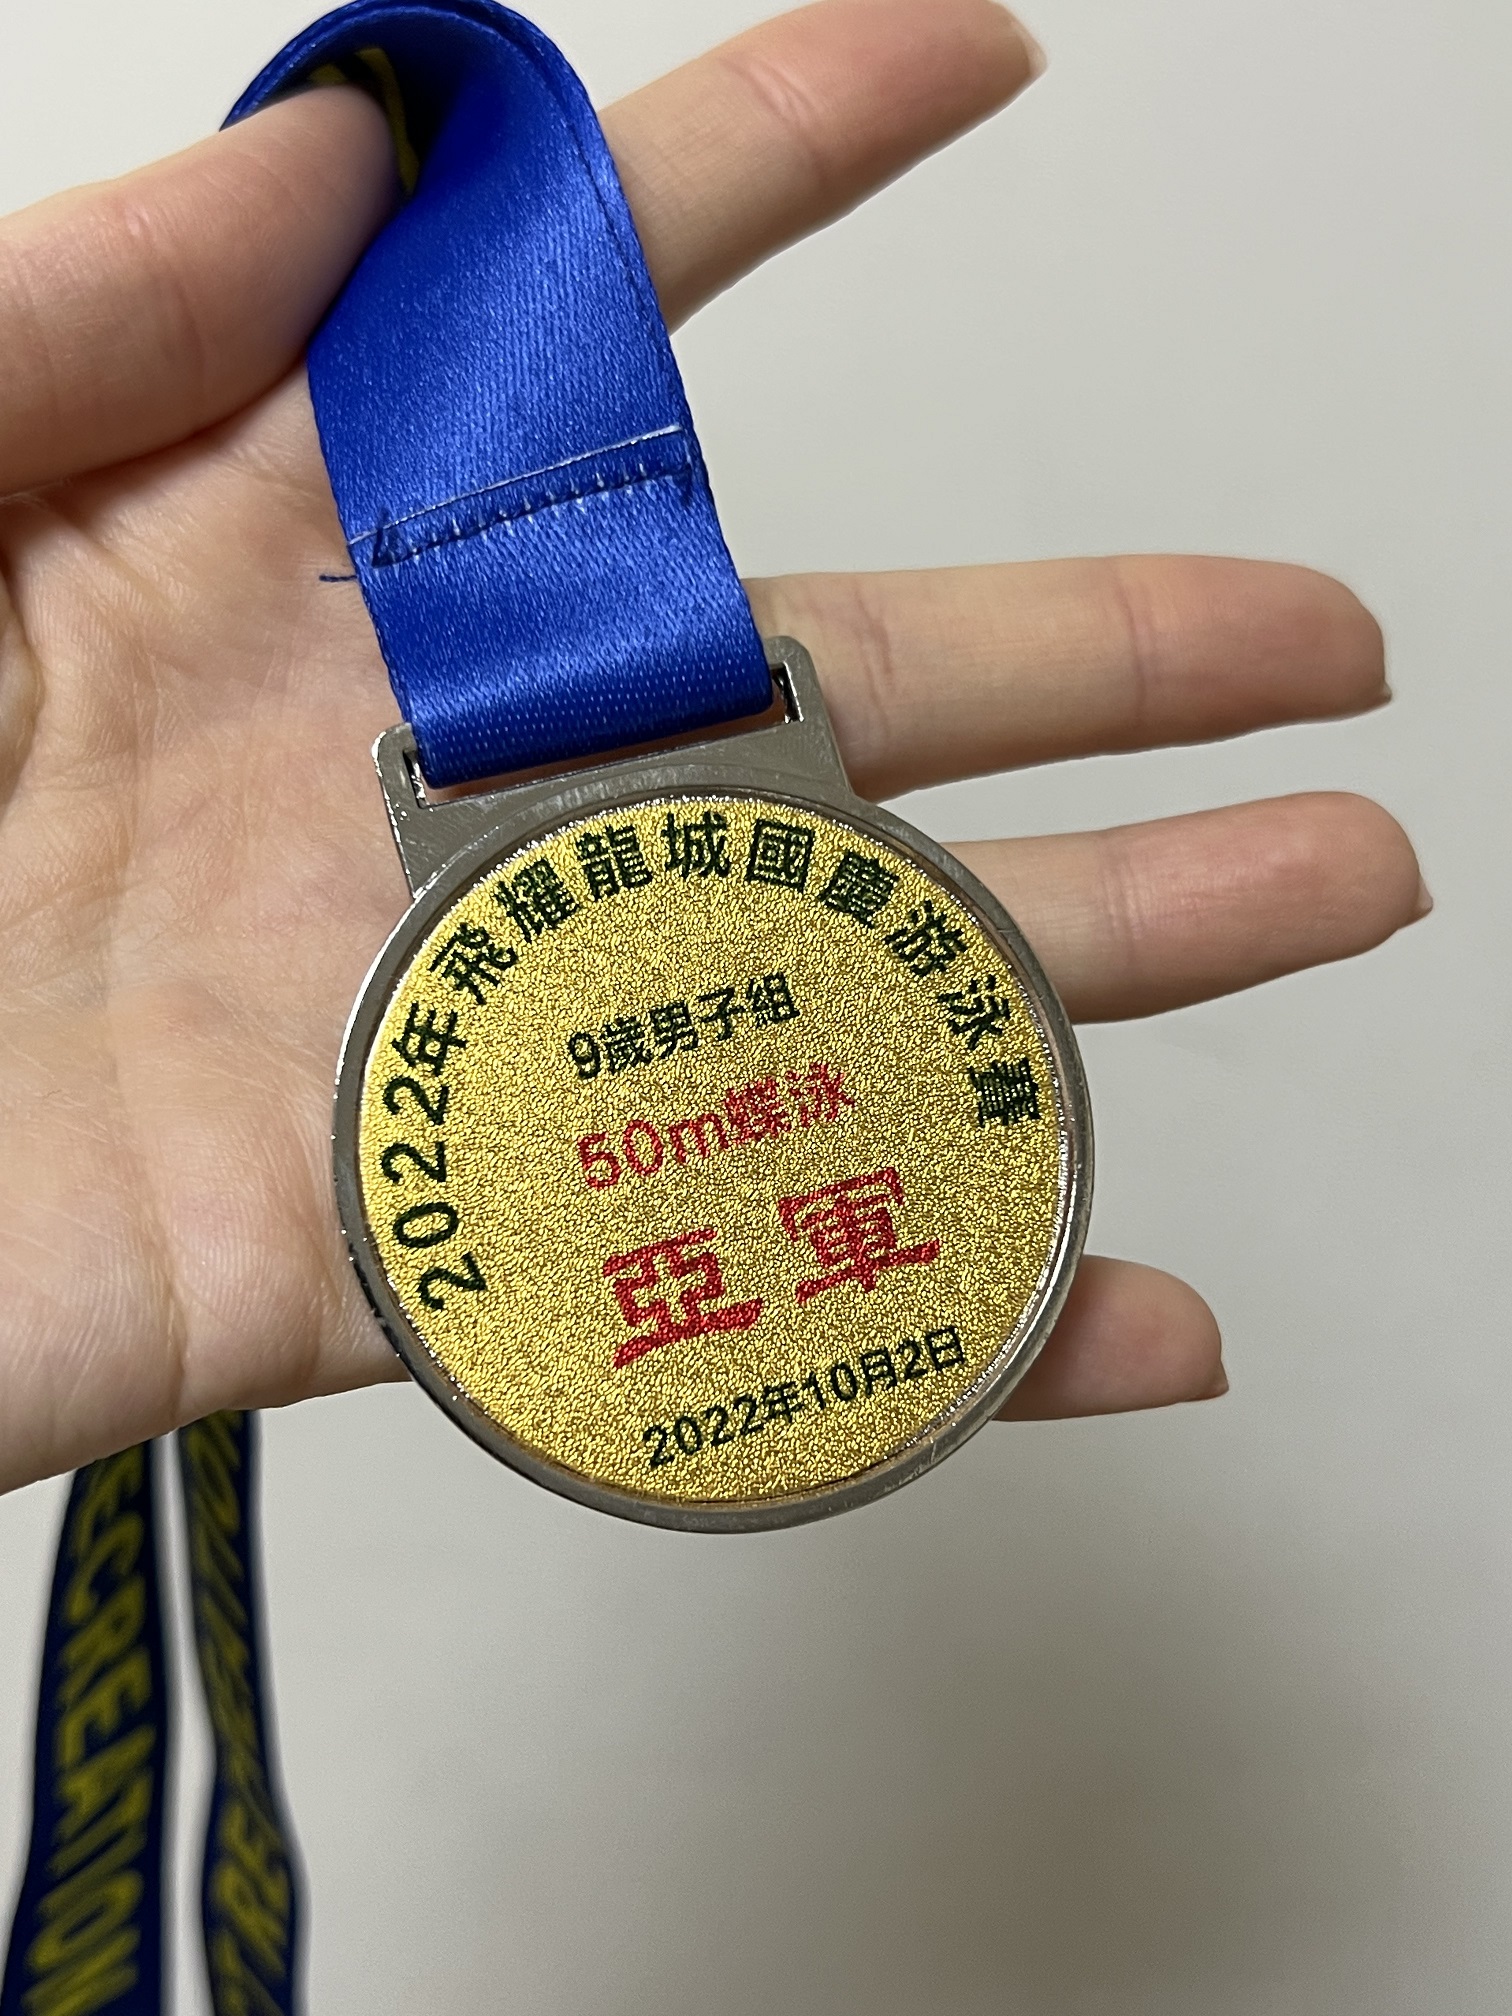 2022年飛耀龍城國慶游泳賽
9歲男子組
50m蝶泳
亞軍
2022年10月2日
RECREATION